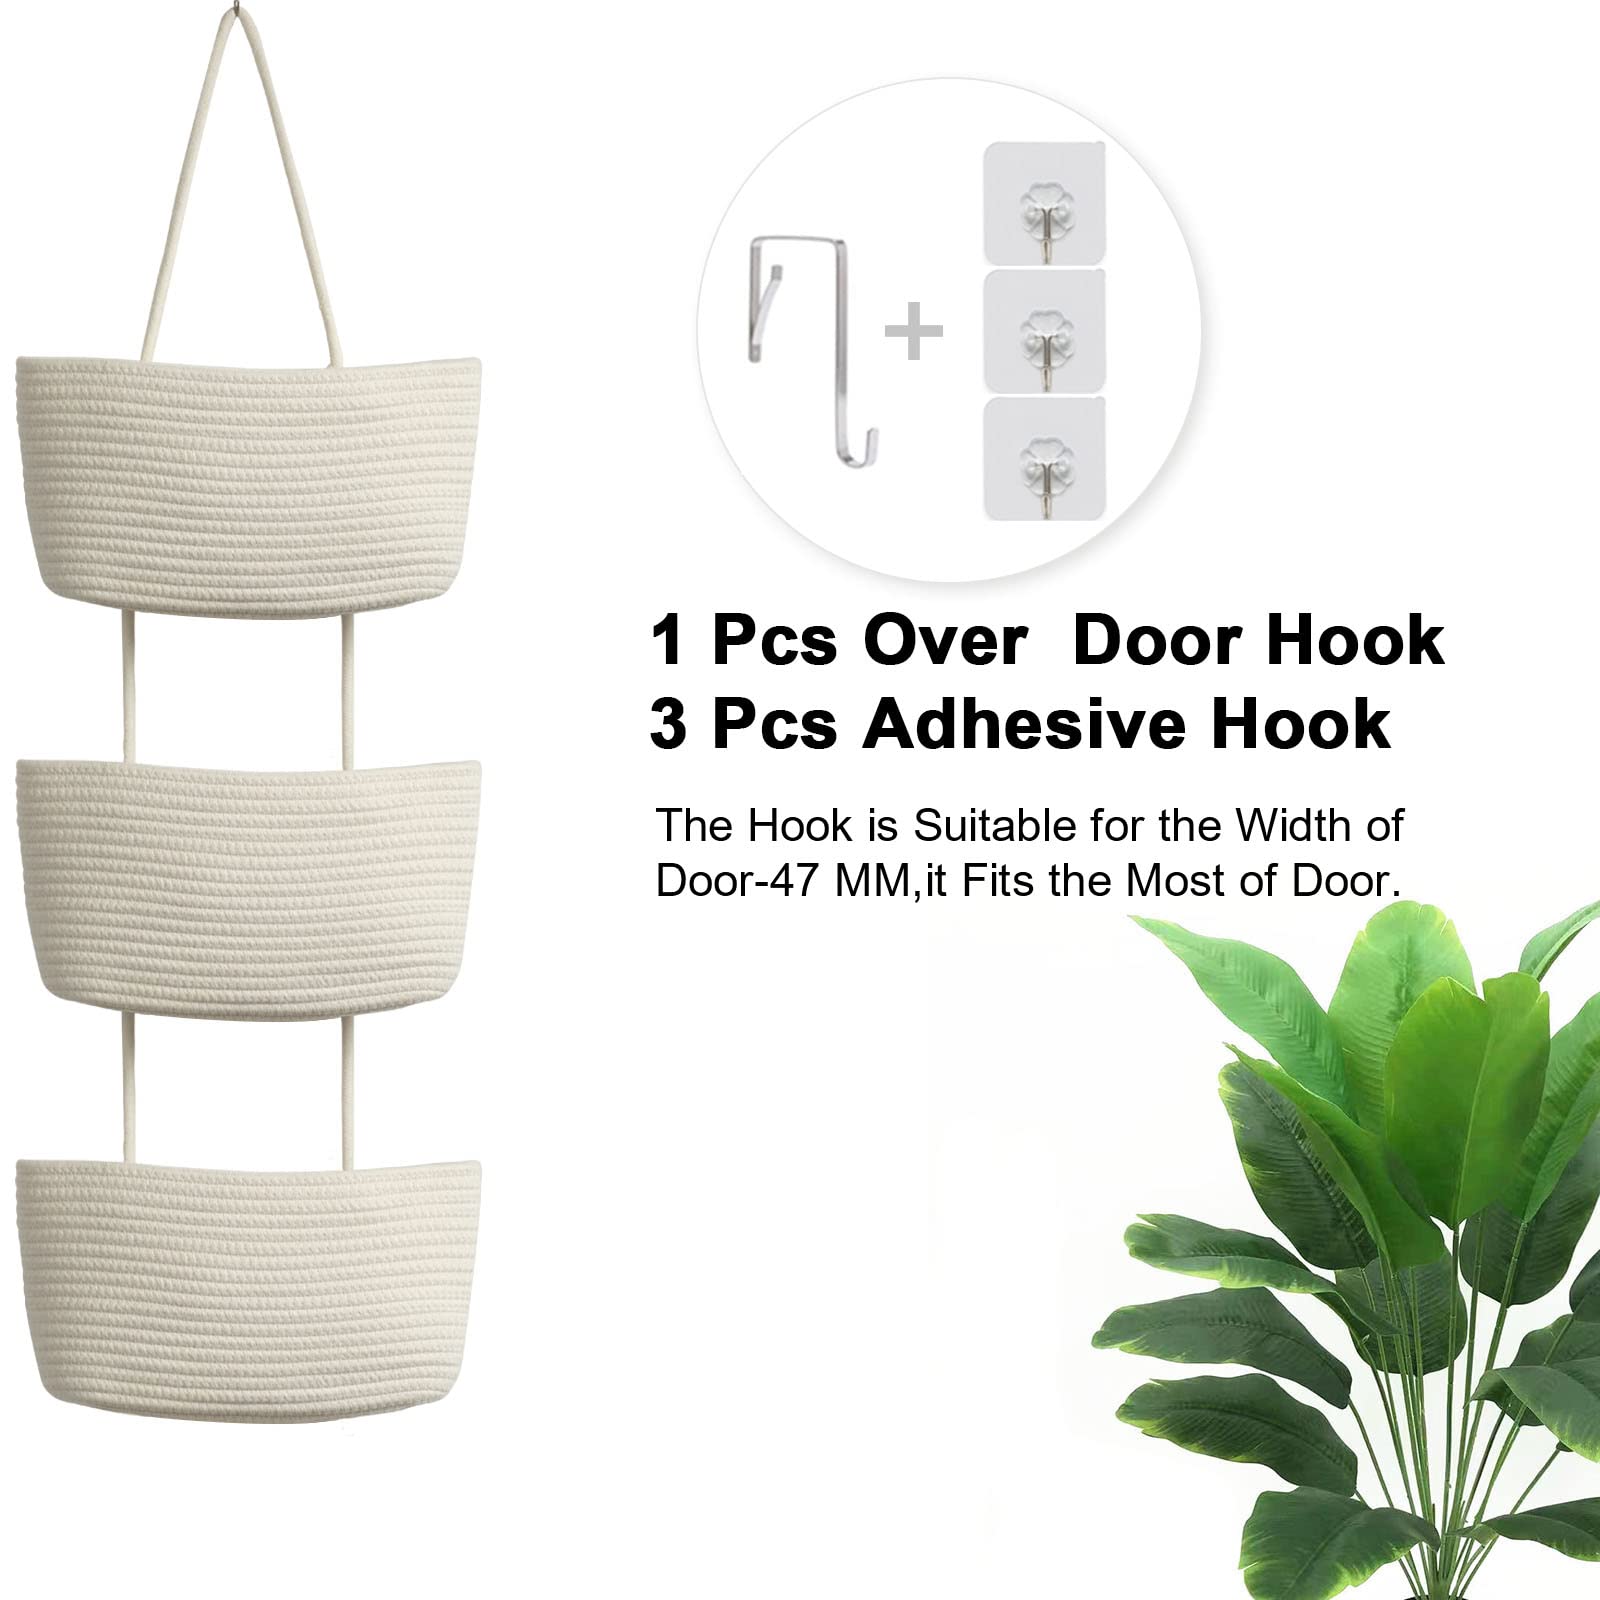 1 Pcs Over Door Hook
3 Pcs Adhesive Hook
The Hook is Suitable for the Width of
Door-47 MM,it Fits the Most of Door.